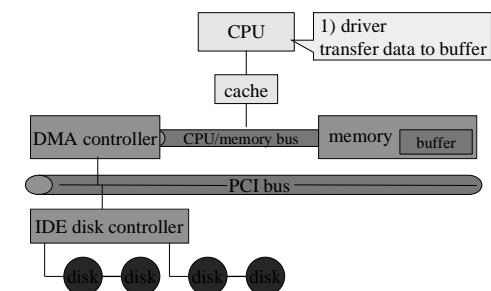 CPU
1) driver
transfer data to buffer
cache
DMA controller
CPU/memory bus
memory
buffer
PCI bus
IDE disk controller
disk
disk
disk
disk